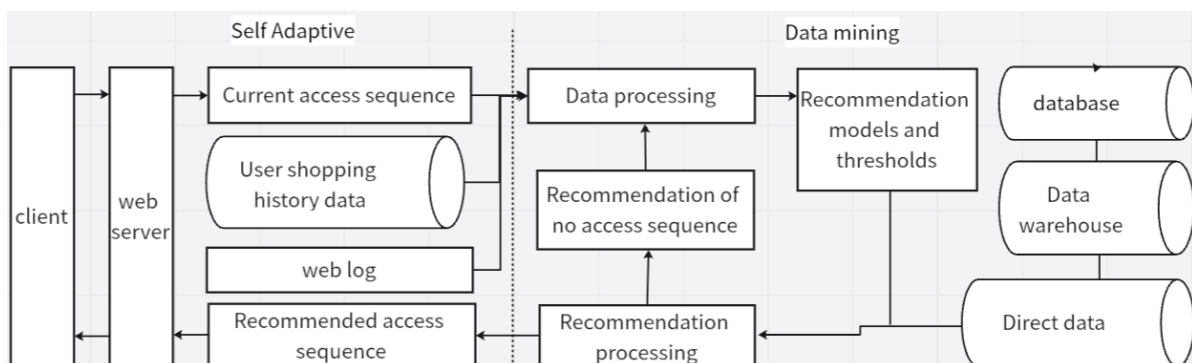 Self Adaptive
Data mining
client
web
server
Current access sequence
User shopping
history data
web log
Recommended access
sequence
Data processing
Recommendation of
no access sequence
Recommendation
processing
Recommendation
models and
thresholds
database
Data
warehouse
Direct data